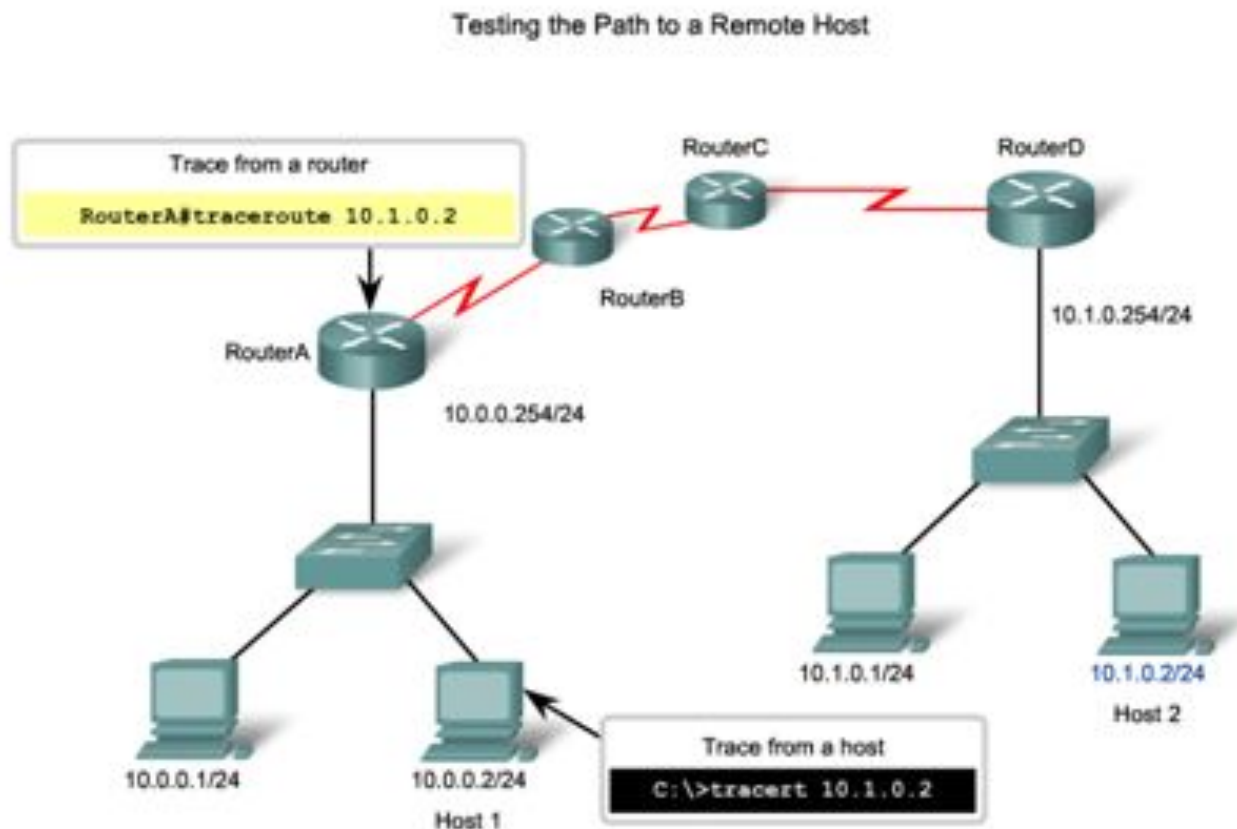 Testing the Path to a Remote Host
Trace from a router
RouterA#traceroute 10.1.0.2
RouterC
RouterD
RouterB
RouterA
10.1.0.254/24
10.0.0.254/24
10.1.0.1/24
10.1.0.2/24
Host 2
10.0.0.1/24
10.0.0.2/24
Host 1
Trace from a host
C:\>tracert 10.1.0.2